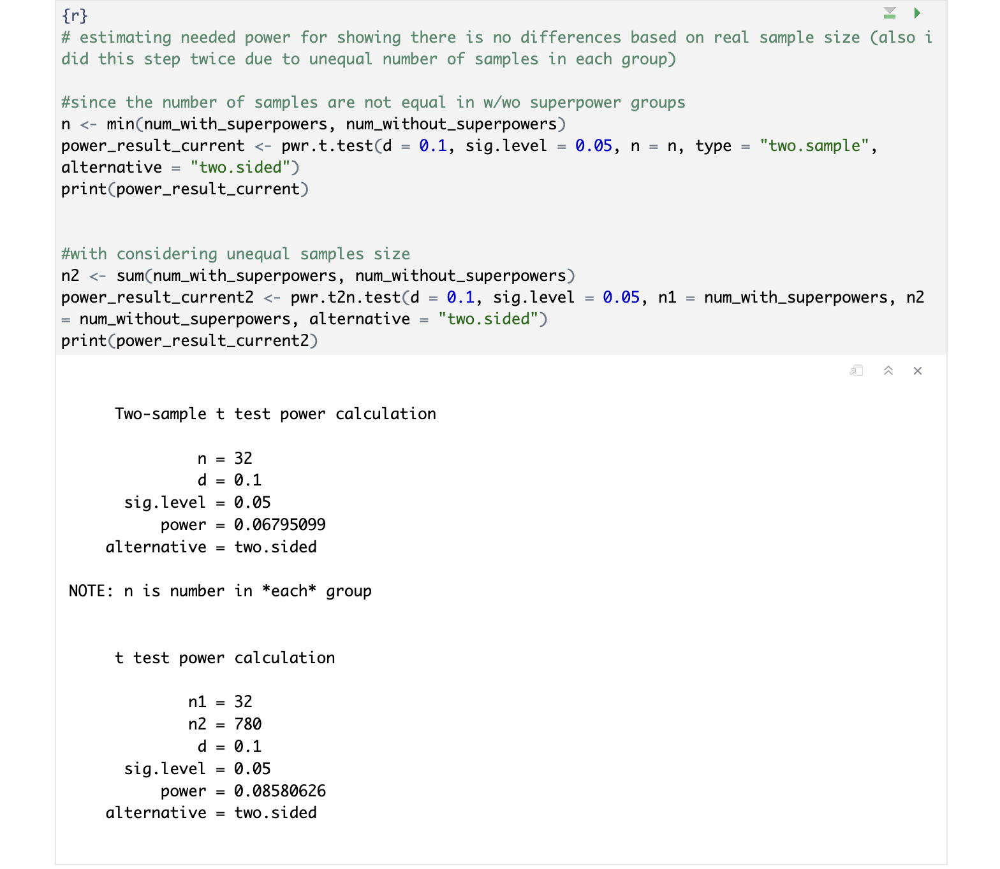 {r}
# estimating needed power for showing there is no differences based on real sample size (also i
did this step twice due to unequal number of samples in each group)
#since the number of samples are not equal in w/wo superpower groups
n <- min(num_with_superpowers, num_without_superpowers)
power_result_current <- pwr.t.test(d = 0.1, sig.level = 0.05, n = n, type = "two.sample",
alternative = "two.sided")
print(power_result_current)
#with considering unequal samples size
n2 <- sum(num_with_superpowers, num_without_superpowers)
power_result_current2 <- pwr.t2n.test(d = 0.1, sig.level = 0.05, n1 = num_with_superpowers, n2
= num_without_superpowers, alternative = "two.sided")
print(power_result_current2)
Two-sample t test power calculation
n = 32
d = 0.1
sig.level = 0.05
power = 0.06795099
alternative = two.sided
NOTE: n is number in *each* group
t test power calculation
n1 = 32
n2 = 780
d = 0.1
sig.level = 0.05
power = 0.08580626
alternative = two.sided